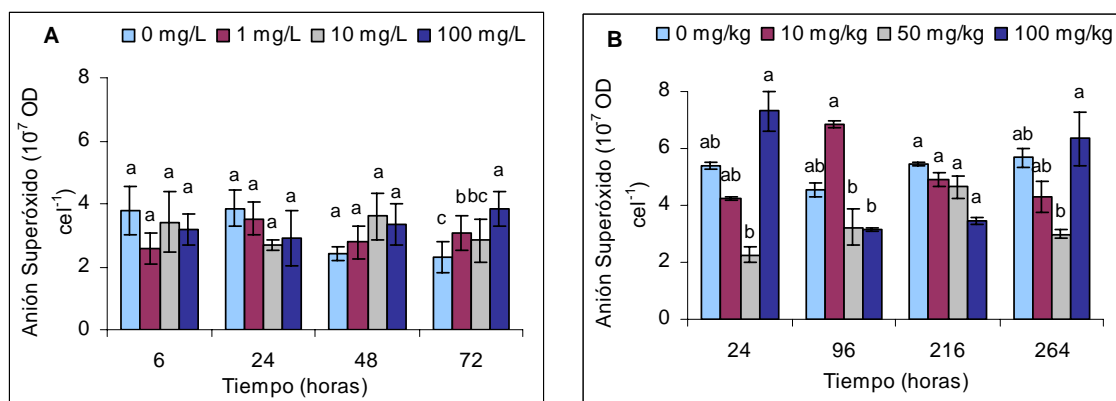 A
0 mg/L 1 mg/L 10 mg/L 100 mg/L
Anión Superóxido (10⁻⁷ OD
cel⁻¹)
8
6
4
2
0
a a a a a a a a a a a a c b bc a
6 24 48 72
Tiempo (horas)
B
0 mg/kg 10 mg/kg 50 mg/kg 100 mg/kg
Anión Superóxido (10⁻⁷ OD
cel⁻¹)
8
6
4
2
0
ab ab b a ab a b b a a a a ab ab b a
24 96 216 264
Tiempo (horas)